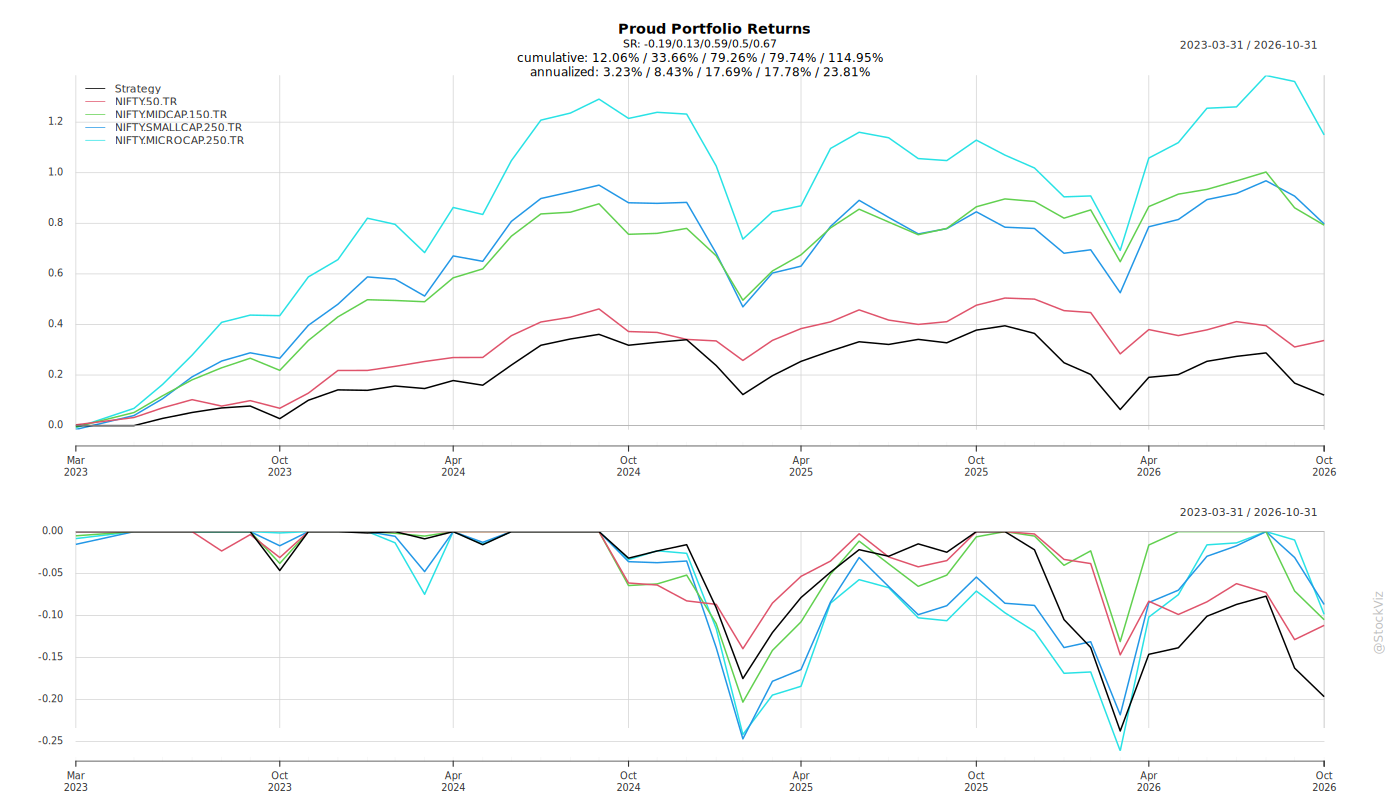 Proud Portfolio Returns
SR: -0.19/0.13/0.59/0.5/0.67
cumulative: 12.06% / 33.66% / 79.26% / 79.74% / 114.95%
annualized: 3.23% / 8.43% / 17.69% / 17.78% / 23.81%
2023-03-31 / 2026-10-31
Strategy
NIFTY.50.TR
NIFTY.MIDCAP.150.TR
NIFTY.SMALLCAP.250.TR
NIFTY.MICROCAP.250.TR
1.2
1.0
0.8
0.6
0.4
0.2
0.0
Mar Oct Apr Oct Apr Oct Apr Oct
2023 2023 2024 2024 2025 2025 2026 2026
2023-03-31 / 2026-10-31
0.00
-0.05
-0.10
-0.15
-0.20
-0.25
Mar Oct Apr Oct Apr Oct Apr Oct
2023 2023 2024 2024 2025 2025 2026 2026
@StockViz